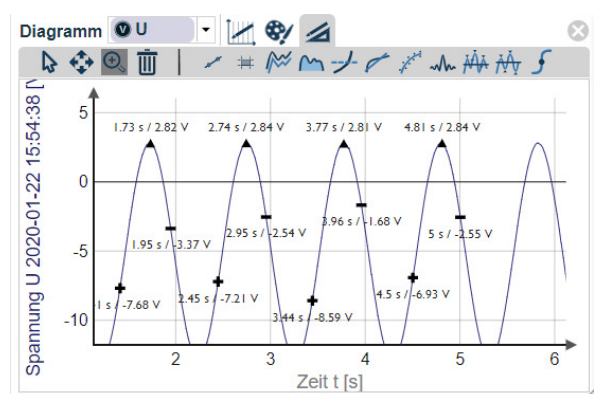 Diagramm V U
Spannung U 2020-01-22 15:54:38 [V
5
0
-5
-10
1.73 s / 2.82 V
2.74 s / 2.84 V
3.77 s / 2.81 V
4.81 s / 2.84 V
1.95 s / -3.37 V
2.95 s / -2.54 V
3.96 s / -1.68 V
5 s / -2.55 V
1 s / -7.68 V
2.45 s / -7.21 V
3.44 s / -8.59 V
4.5 s / -6.93 V
2
3
4
5
6
Zeit t [s]